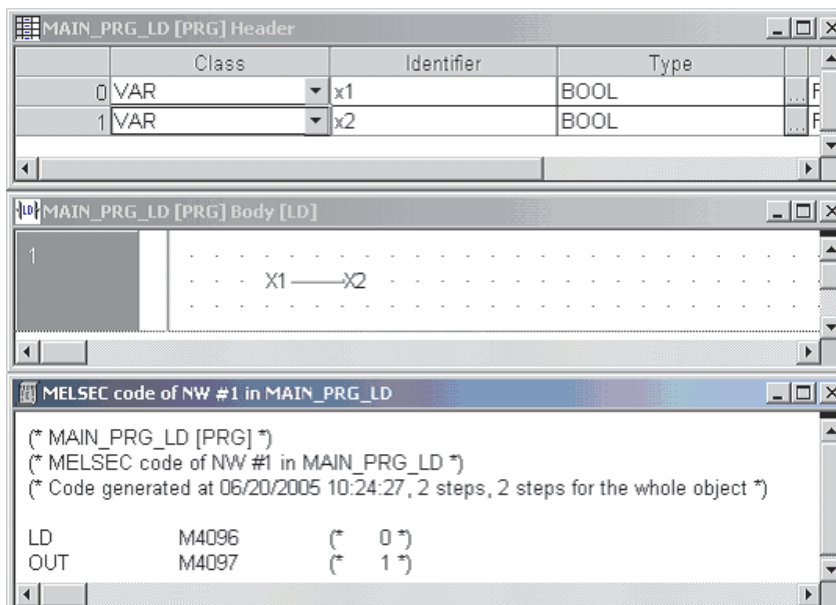 MAIN_PRG_LD [PRG] Header
Class Identifier Type
0 VAR x1 BOOL ... F
1 VAR x2 BOOL ... F
MAIN_PRG_LD [PRG] Body [LD]
1
X1 X2
MELSEC code of NW #1 in MAIN_PRG_LD
(* MAIN_PRG_LD [PRG] *)
(* MELSEC code of NW #1 in MAIN_PRG_LD *)
(* Code generated at 06/20/2005 10:24:27, 2 steps, 2 steps for the whole object *)
LD M4096 (* 0 *)
OUT M4097 (* 1 *)